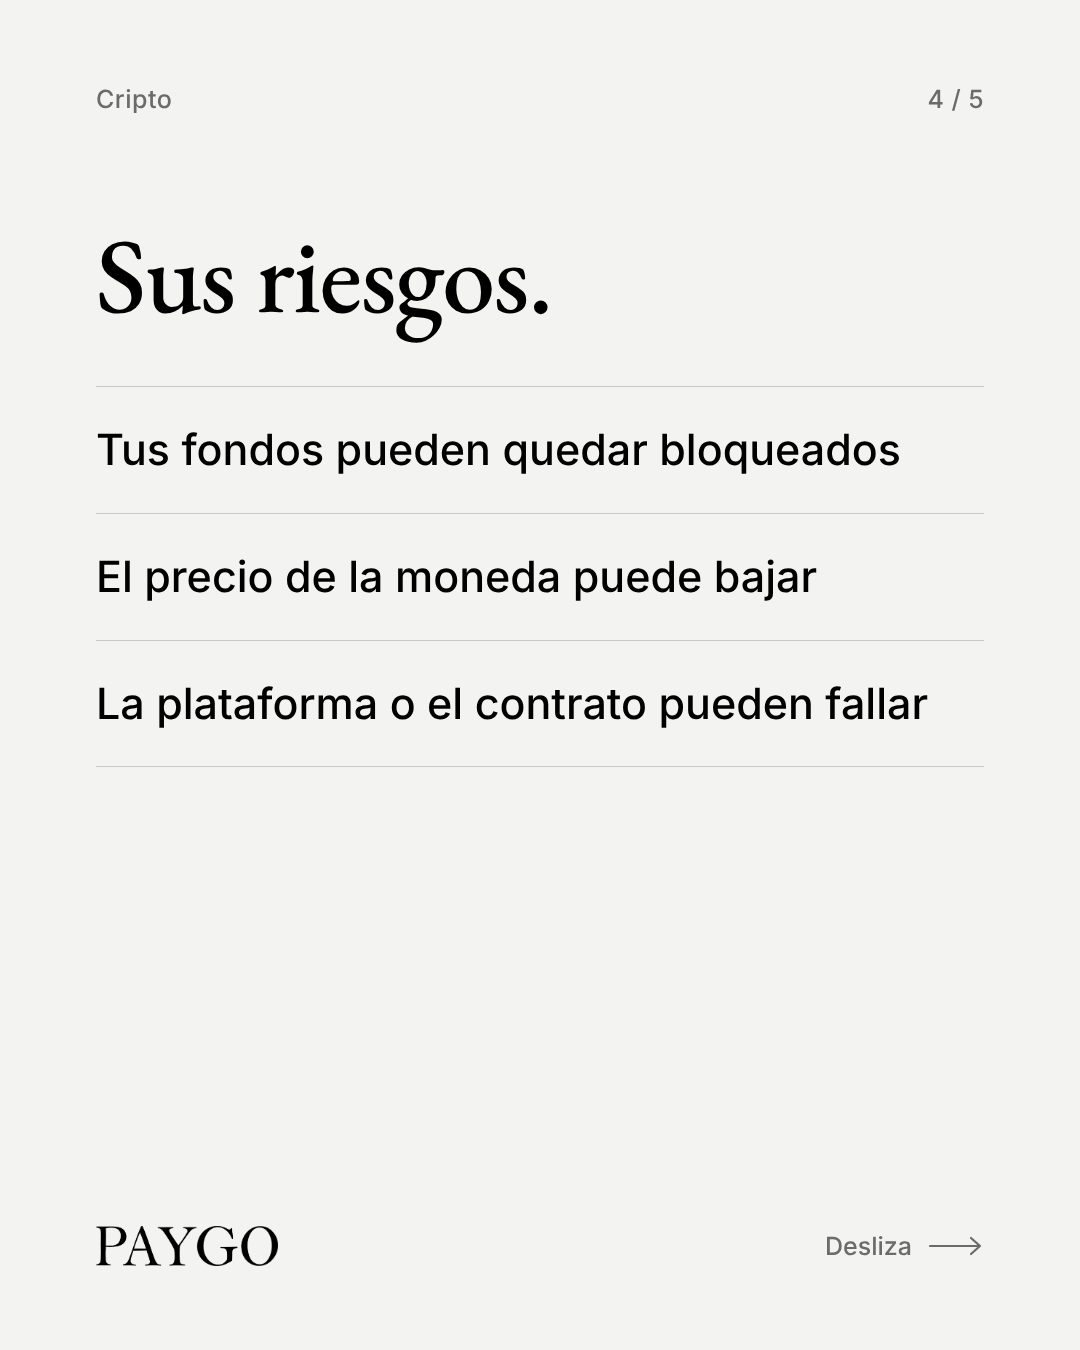 Cripto
4 / 5
Sus riesgos.
Tus fondos pueden quedar bloqueados
El precio de la moneda puede bajar
La plataforma o el contrato pueden fallar
PAYGO
Desliza